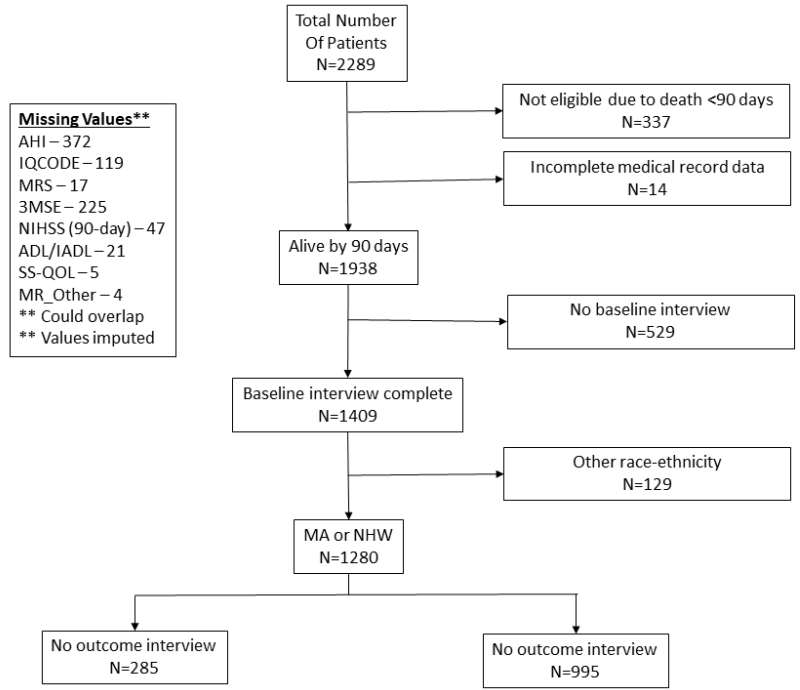 Total Number
Of Patients
N=2289
Not eligible due to death <90 days
N=337
Missing Values**
AHI – 372
IQCODE – 119
MRS – 17
3MSE – 225
NIHSS (90-day) – 47
ADL/IADL – 21
SS-QOL – 5
MR_Other – 4
** Could overlap
** Values imputed
Incomplete medical record data
N=14
Alive by 90 days
N=1938
No baseline interview
N=529
Baseline interview complete
N=1409
Other race-ethnicity
N=129
MA or NHW
N=1280
No outcome interview
N=285
No outcome interview
N=995